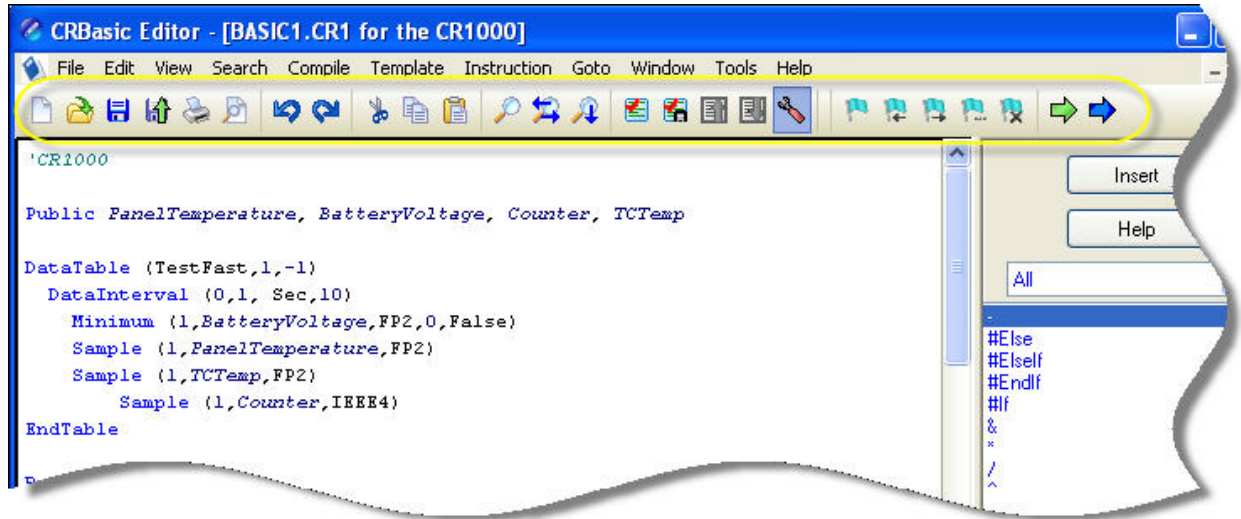 CRBasic Editor - [BASIC1.CR1 for the CR1000]
File Edit View Search Compile Template Instruction Goto Window Tools Help
'CR1000
Public PanelTemperature, BatteryVoltage, Counter, TCTemp
DataTable (TestFast,1,-1)
DataInterval (0,1, Sec,10)
Minimum (1,BatteryVoltage,FP2,0,False)
Sample (1,PanelTemperature,FP2)
Sample (1,TCTemp,FP2)
Sample (1,Counter,IEEE4)
EndTable
Insert
Help
All
-
#Else
#ElseIf
#EndIf
#If
&
*
/
^